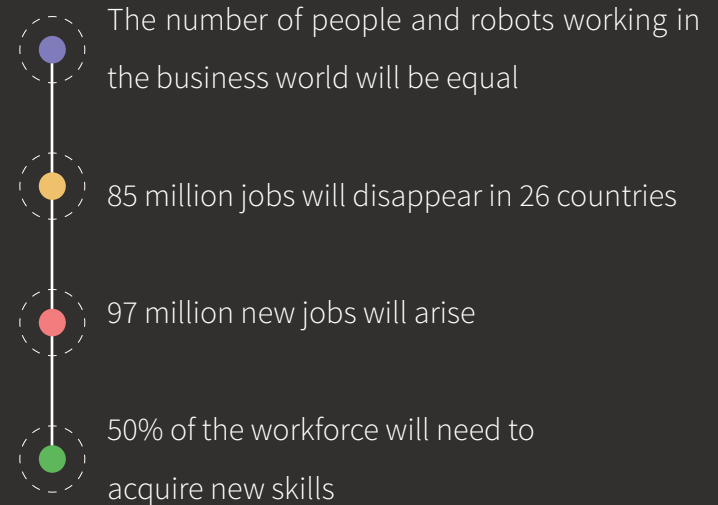 The number of people and robots working in
the business world will be equal
85 million jobs will disappear in 26 countries
97 million new jobs will arise
50% of the workforce will need to
acquire new skills